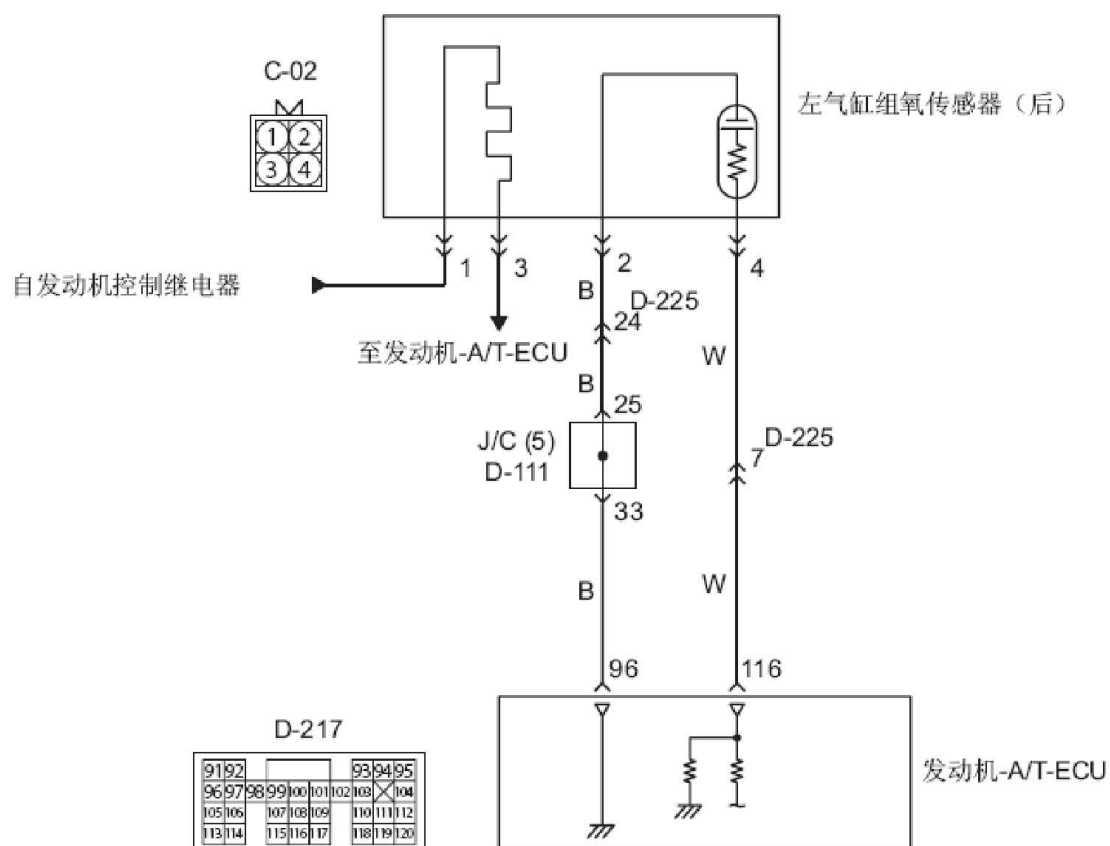 C-02
1 2
3 4
左气缸组氧传感器（后）
1
3
2
4
自发动机控制继电器
至发动机-A/T-ECU
B
D-225
24
W
B
25
J/C (5)
D-111
D-225
7
33
B
W
96
116
D-217
91 92 93 94 95
96 97 98 99 100 101 102 103 104
105 106 107 108 109 110 111 112
113 114 115 116 117 118 119 120
发动机-A/T-ECU